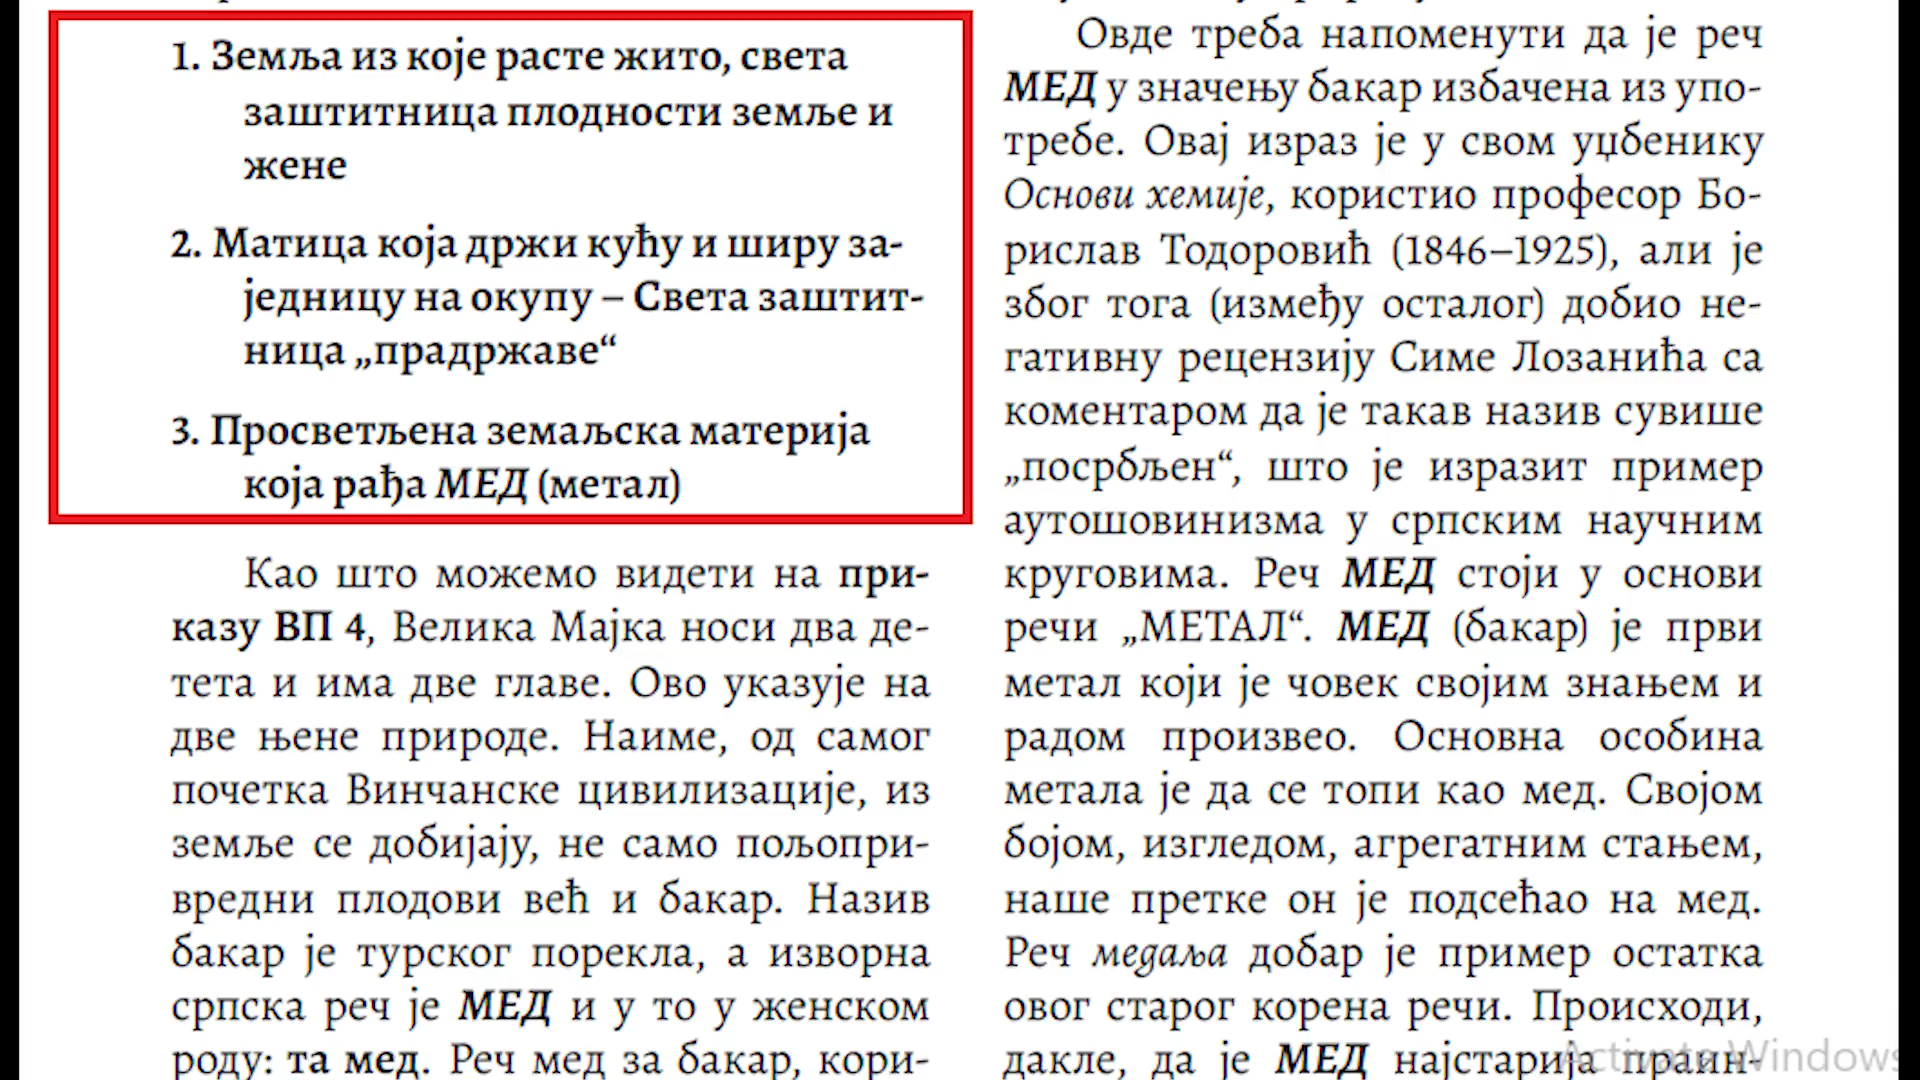 1. Земља из које расте жито, света
заштитница плодности земље и
жене
2. Матица која држи кућу и ширу за-
једницу на окупу – Света заштит-
ница „прадржаве“
3. Просветљена земаљска материја
која рађа МЕД (метал)
Као што можемо видети на при-
казу ВП 4, Велика Мајка носи два де-
тета и има две главе. Ово указује на
две њене природе. Наиме, од самог
почетка Винчанске цивилизације, из
земље се добијају, не само пољопри-
вредни плодови већ и бакар. Назив
бакар је турског порекла, а изворна
српска реч је МЕД и у то у женском
роду: та мед. Реч мед за бакар, кори-
Овде треба напоменути да је реч
МЕД у значењу бакар избачена из упо-
требе. Овај израз је у свом уџбенику
Основи хемије, користио професор Бо-
рислав Тодоровић (1846–1925), али је
због тога (између осталог) добио не-
гативну рецензију Симе Лозанића са
коментаром да је такав назив сувише
„посрбљен“, што је изразит пример
аутошовинизма у српским научним
круговима. Реч МЕД стоји у основи
речи „МЕТАЛ“. МЕД (бакар) је први
метал који је човек својим знањем и
радом произвео. Основна особина
метала је да се топи као мед. Својом
бојом, изгледом, агрегатним стањем,
наше претке он је подсећао на мед.
Реч медаља добар је пример остатка
овог старог корена речи. Происходи,
дакле, да је МЕД најстарија праин-
Activate Windows